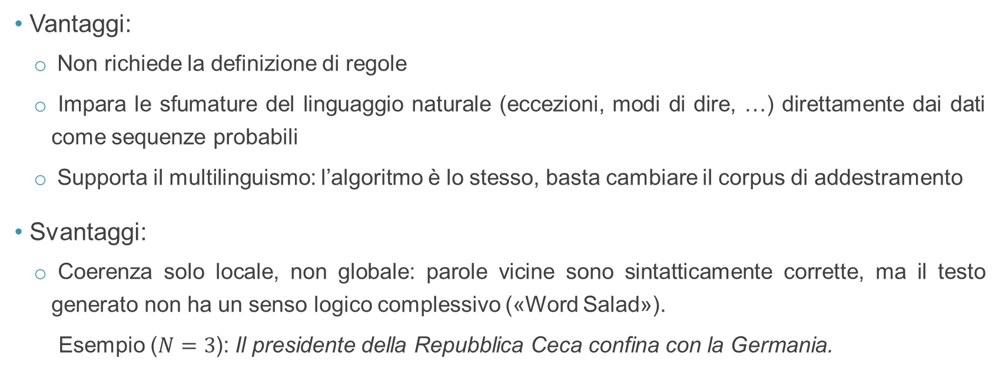 • Vantaggi:
o Non richiede la definizione di regole
o Impara le sfumature del linguaggio naturale (eccezioni, modi di dire, …) direttamente dai dati
come sequenze probabili
o Supporta il multilinguismo: l’algoritmo è lo stesso, basta cambiare il corpus di addestramento
• Svantaggi:
o Coerenza solo locale, non globale: parole vicine sono sintatticamente corrette, ma il testo
generato non ha un senso logico complessivo («Word Salad»).
Esempio (N = 3): Il presidente della Repubblica Ceca confina con la Germania.